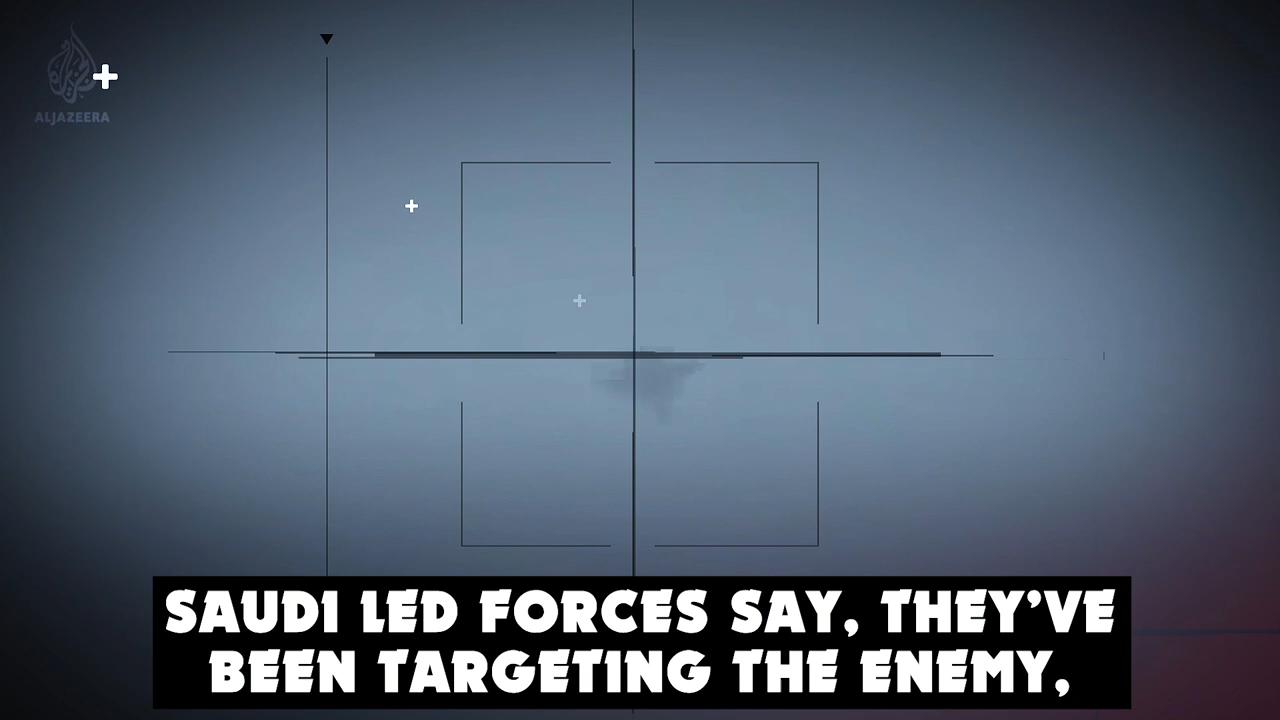 ALJAZEERA
SAUDI LED FORCES SAY, THEY'VE
BEEN TARGETING THE ENEMY,